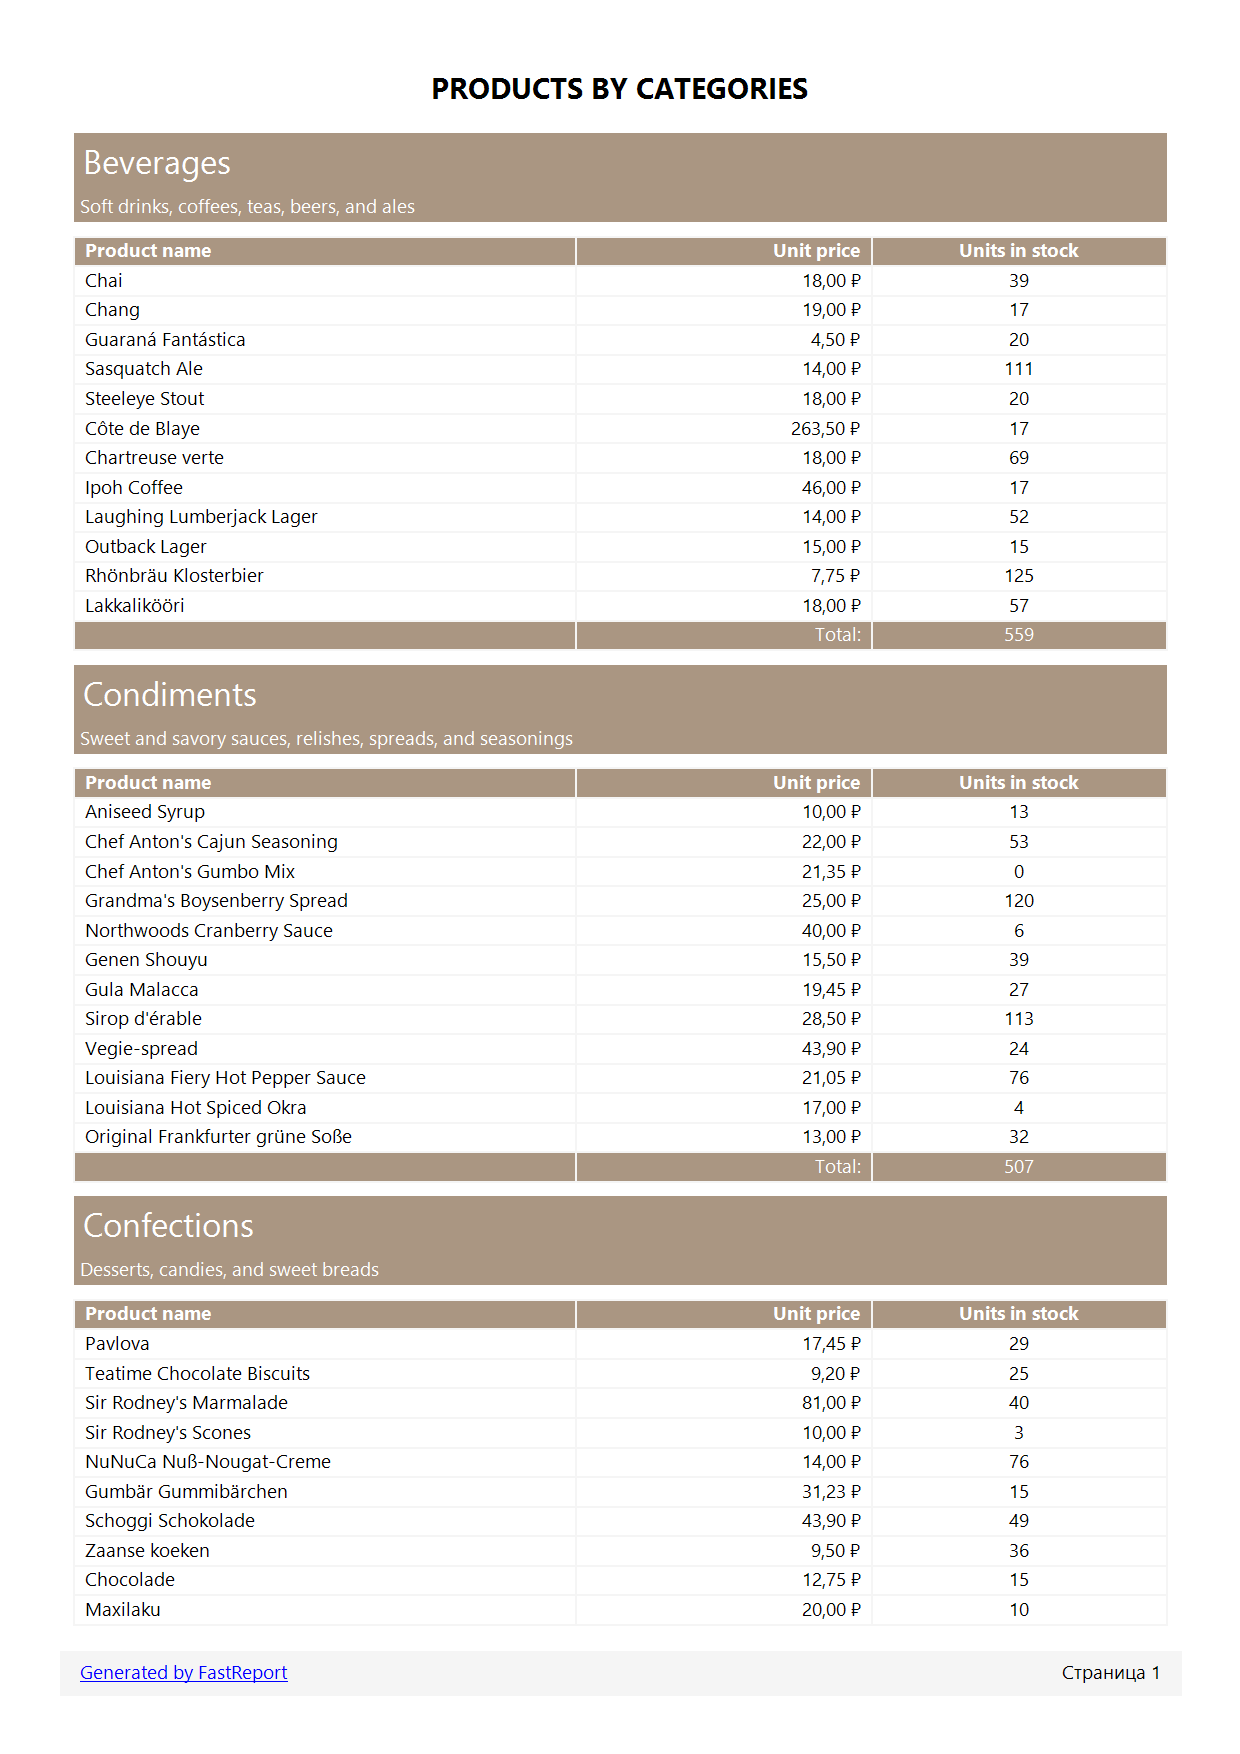 PRODUCTS BY CATEGORIES
Beverages
Soft drinks, coffees, teas, beers, and ales
Product name Unit price Units in stock
Chai 18,00 ₽ 39
Chang 19,00 ₽ 17
Guaraná Fantástica 4,50 ₽ 20
Sasquatch Ale 14,00 ₽ 111
Steeleye Stout 18,00 ₽ 20
Côte de Blaye 263,50 ₽ 17
Chartreuse verte 18,00 ₽ 69
Ipoh Coffee 46,00 ₽ 17
Laughing Lumberjack Lager 14,00 ₽ 52
Outback Lager 15,00 ₽ 15
Rhönbräu Klosterbier 7,75 ₽ 125
Lakkalikööri 18,00 ₽ 57
Total: 559
Condiments
Sweet and savory sauces, relishes, spreads, and seasonings
Product name Unit price Units in stock
Aniseed Syrup 10,00 ₽ 13
Chef Anton's Cajun Seasoning 22,00 ₽ 53
Chef Anton's Gumbo Mix 21,35 ₽ 0
Grandma's Boysenberry Spread 25,00 ₽ 120
Northwoods Cranberry Sauce 40,00 ₽ 6
Genen Shouyu 15,50 ₽ 39
Gula Malacca 19,45 ₽ 27
Sirop d'érable 28,50 ₽ 113
Vegie-spread 43,90 ₽ 24
Louisiana Fiery Hot Pepper Sauce 21,05 ₽ 76
Louisiana Hot Spiced Okra 17,00 ₽ 4
Original Frankfurter grüne Soße 13,00 ₽ 32
Total: 507
Confections
Desserts, candies, and sweet breads
Product name Unit price Units in stock
Pavlova 17,45 ₽ 29
Teatime Chocolate Biscuits 9,20 ₽ 25
Sir Rodney's Marmalade 81,00 ₽ 40
Sir Rodney's Scones 10,00 ₽ 3
NuNuCa Nuß-Nougat-Creme 14,00 ₽ 76
Gumbär Gummibärchen 31,23 ₽ 15
Schoggi Schokolade 43,90 ₽ 49
Zaanse koeken 9,50 ₽ 36
Chocolade 12,75 ₽ 15
Maxilaku 20,00 ₽ 10
Generated by FastReport Страница 1